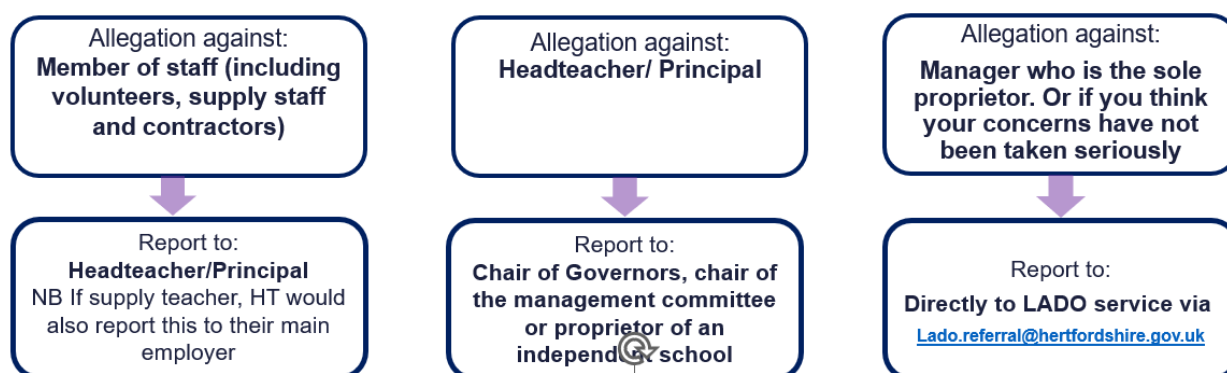 Allegation against:
Member of staff (including
volunteers, supply staff
and contractors)
Report to:
Headteacher/Principal
NB If supply teacher, HT would
also report this to their main
employer
Allegation against:
Headteacher/ Principal
Report to:
Chair of Governors, chair of
the management committee
or proprietor of an
independent school
Allegation against:
Manager who is the sole
proprietor. Or if you think
your concerns have not
been taken seriously
Report to:
Directly to LADO service via
Lado.referral@hertfordshire.gov.uk